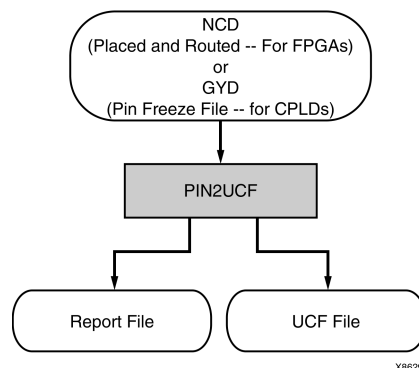 NCD
(Placed and Routed -- For FPGAs)
or
GYD
(Pin Freeze File -- for CPLDs)
PIN2UCF
Report File
UCF File